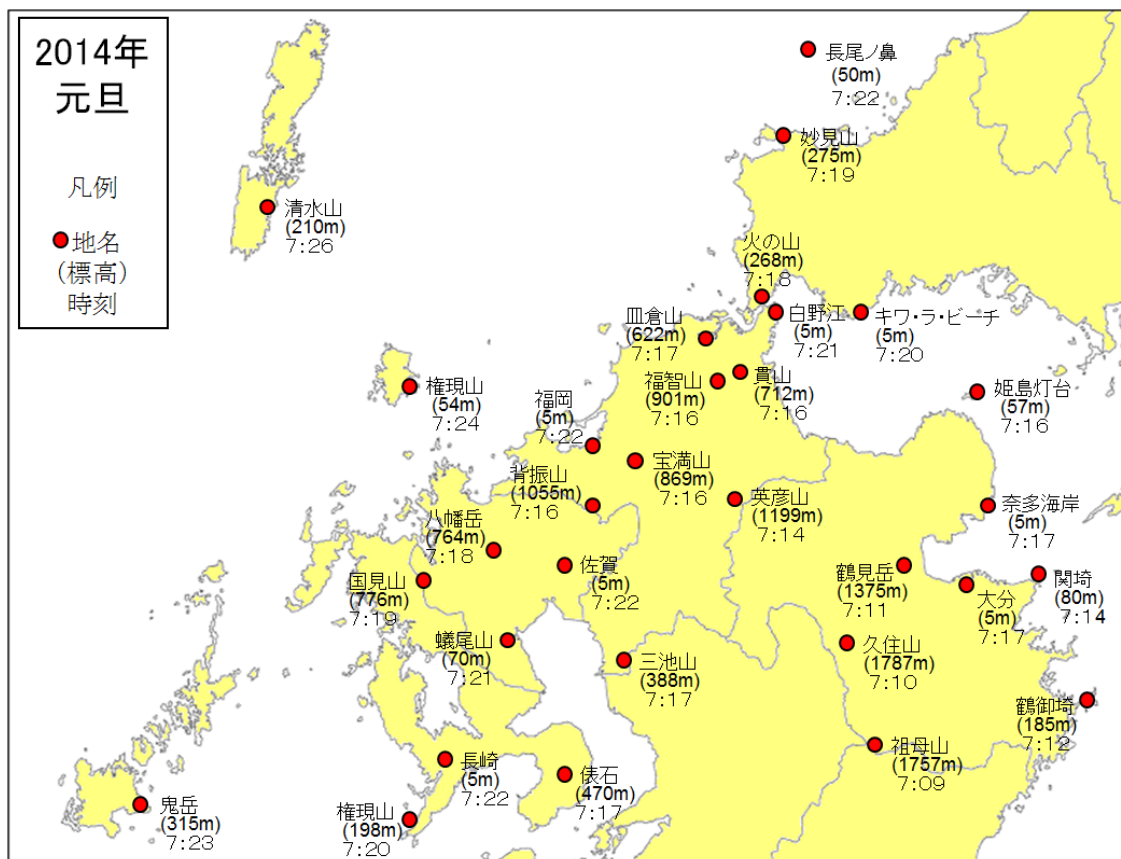 2014年
元旦
凡例
地名
(標高)
時刻
長尾ノ鼻
(50m)
7:22
妙見山
(275m)
7:19
清水山
(210m)
7:26
火の山
(268m)
7:18
白野江
(5m)
7:21
キワ・ラ・ビーチ
(5m)
7:20
皿倉山
(622m)
7:17
貫山
(712m)
7:16
福智山
(901m)
7:16
権現山
(54m)
7:24
姫島灯台
(57m)
7:16
福岡
(5m)
7:22
宝満山
(869m)
7:16
背振山
(1055m)
7:16
英彦山
(1199m)
7:14
奈多海岸
(5m)
7:17
八幡岳
(764m)
7:18
佐賀
(5m)
7:22
国見山
(776m)
7:19
鶴見岳
(1375m)
7:11
大分
(5m)
7:17
関埼
(80m)
7:14
蟻尾山
(70m)
7:21
三池山
(388m)
7:17
久住山
(1787m)
7:10
鶴御埼
(185m)
7:12
祖母山
(1757m)
7:09
長崎
(5m)
7:22
俵石
(470m)
7:17
鬼岳
(315m)
7:23
権現山
(198m)
7:20